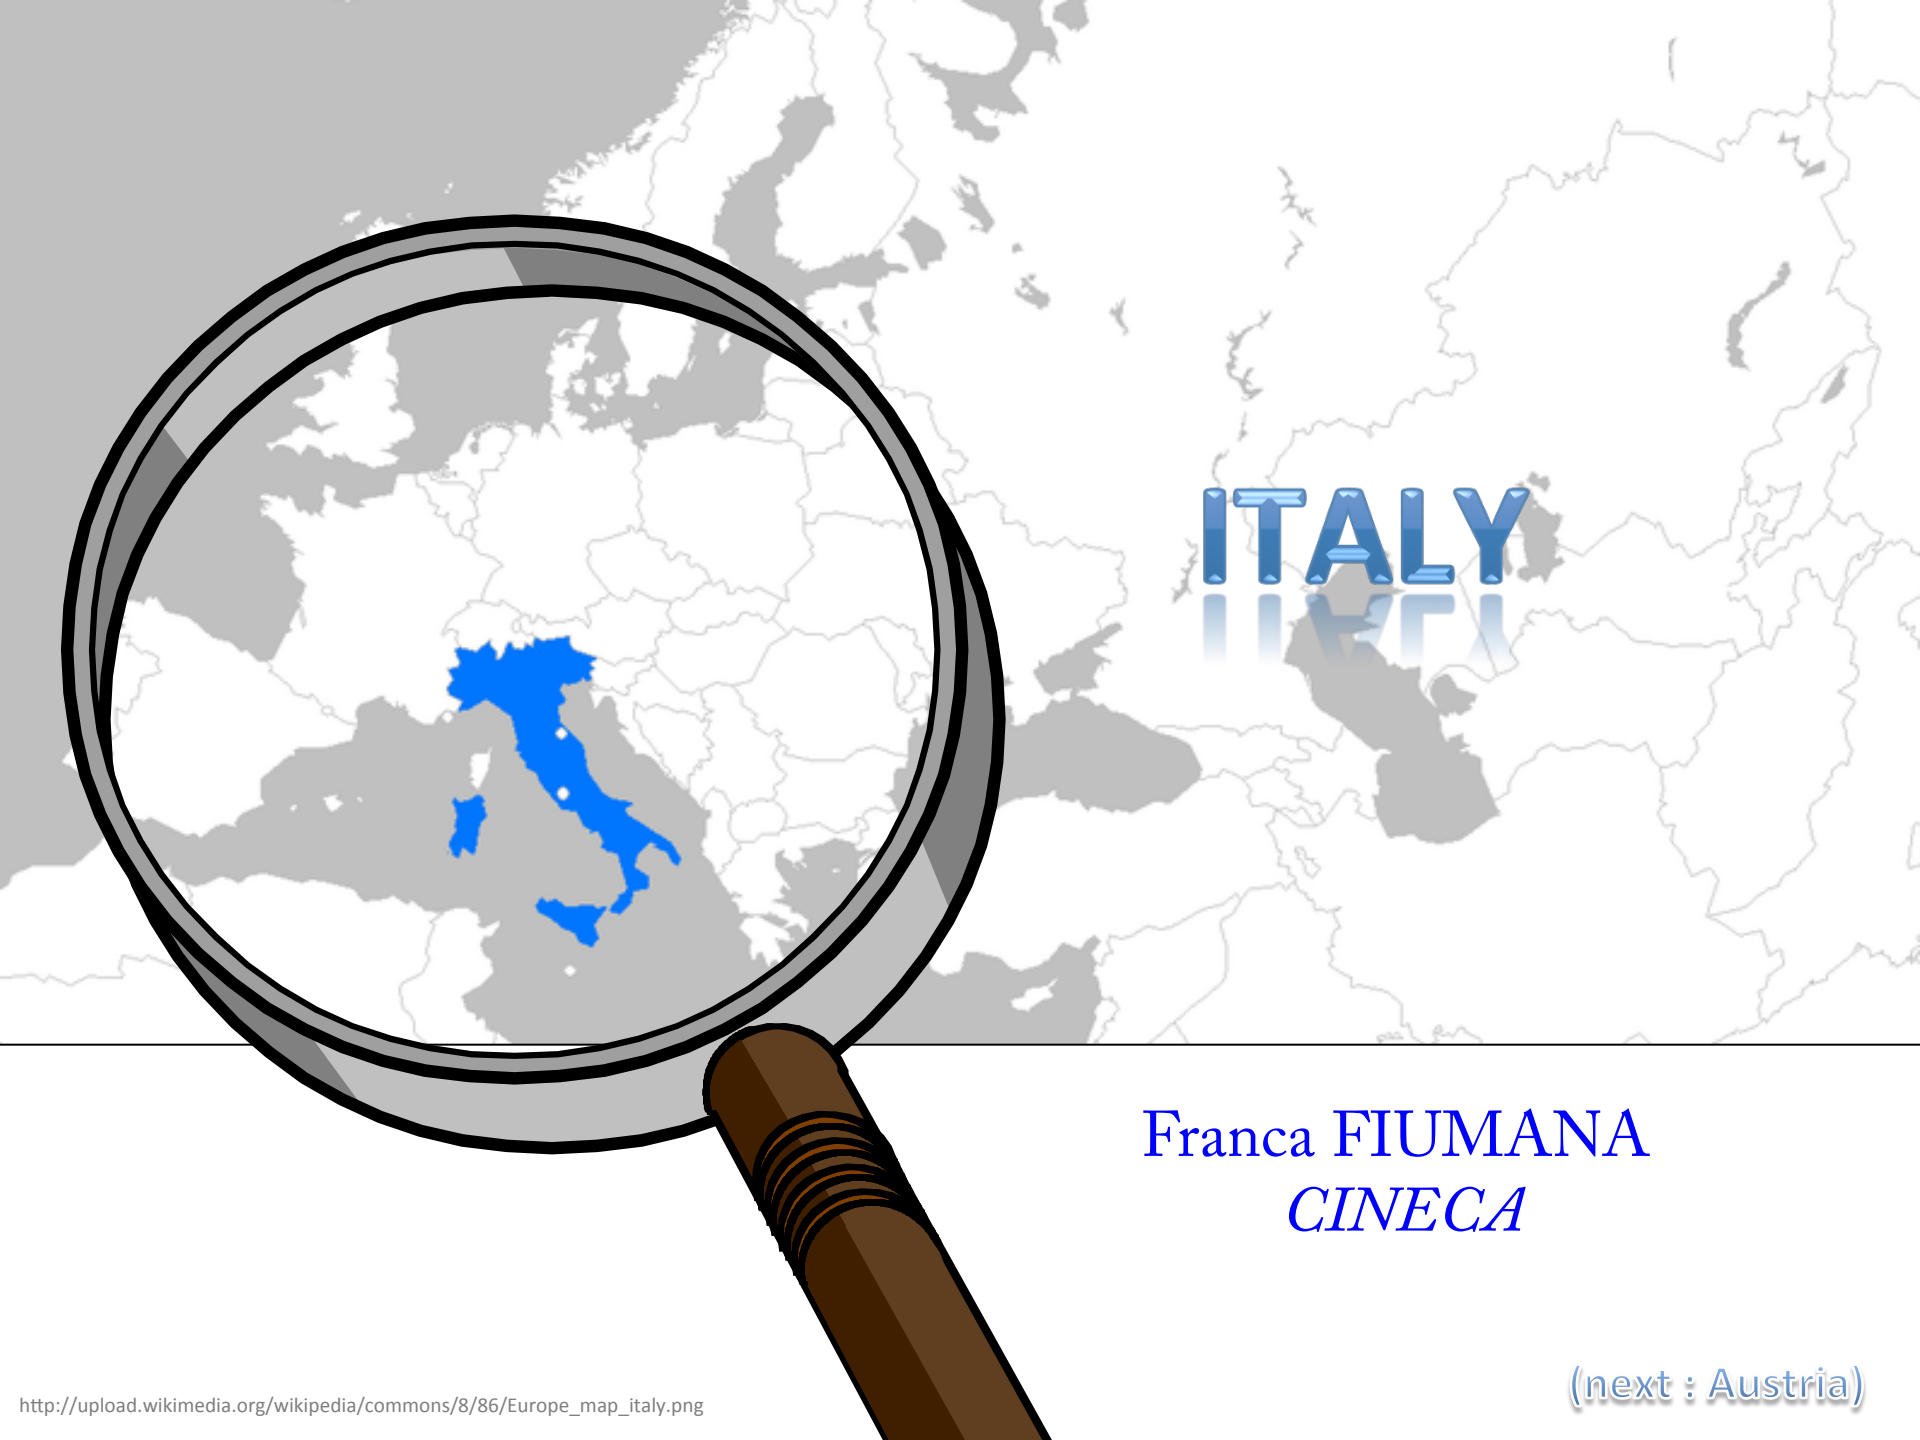 ITALY
Franca FIUMANA
CINECA
(next : Austria)
http://upload.wikimedia.org/wikipedia/commons/8/86/Europe_map_italy.png